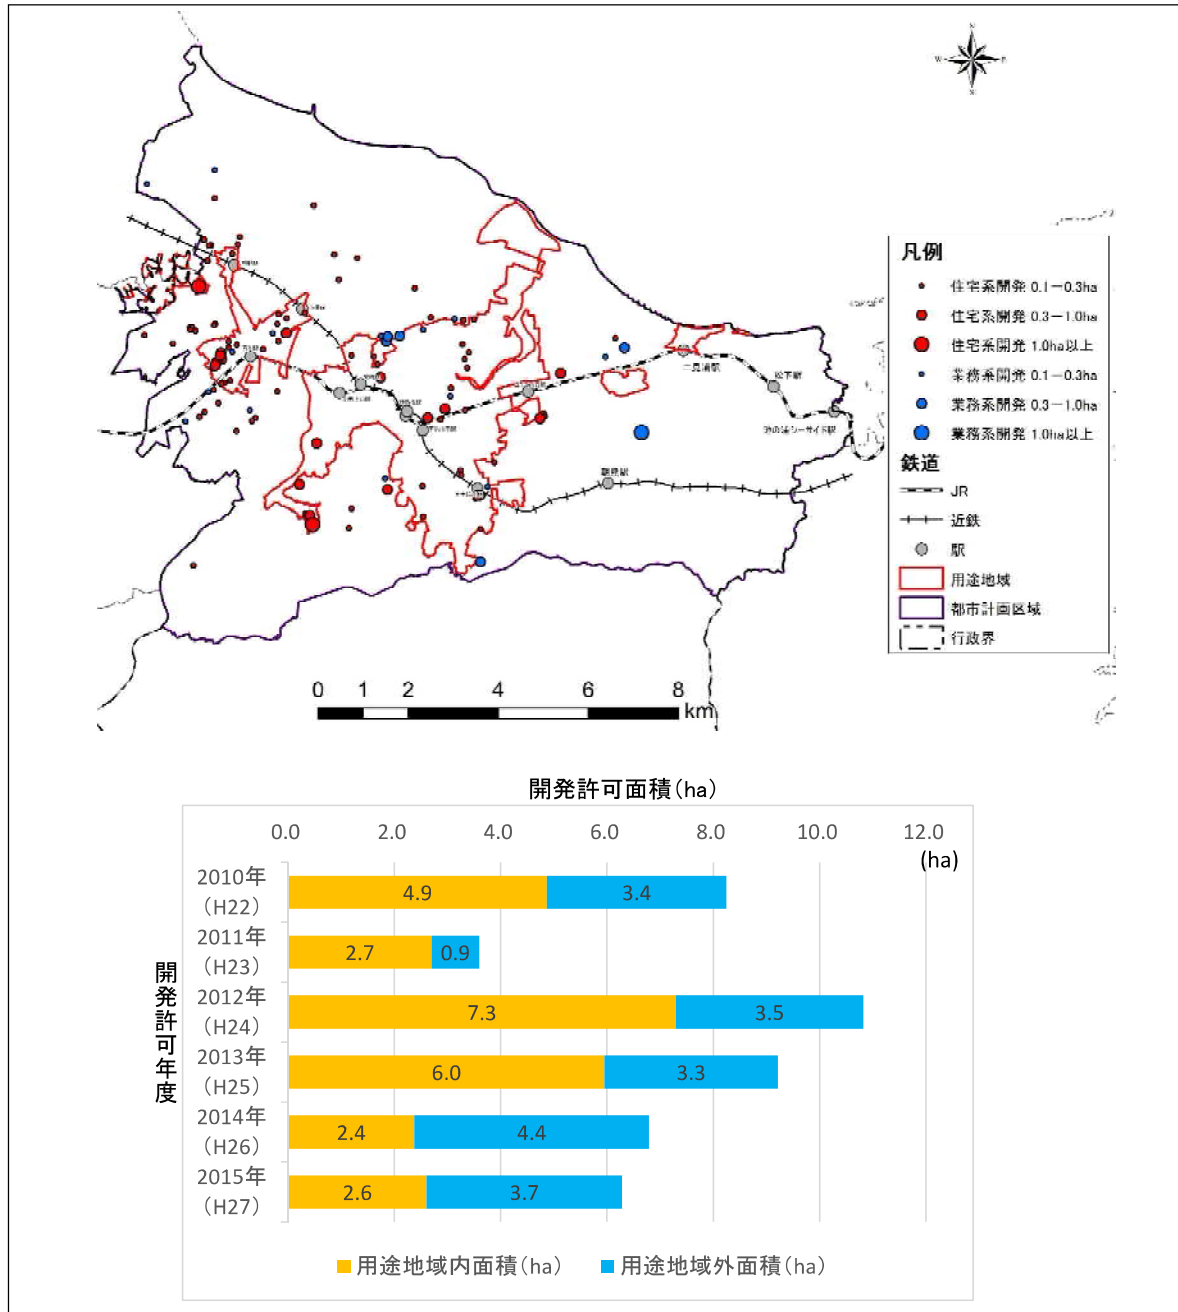 N
W
E
凡例
住宅系開発 0.1－0.3ha
住宅系開発 0.3－1.0ha
住宅系開発 1.0ha以上
業務系開発 0.1－0.3ha
業務系開発 0.3－1.0ha
業務系開発 1.0ha以上
鉄道
JR
近鉄
駅
用途地域
都市計画区域
行政界
二見浦駅
松下駅
朝熊駅
0 1 2 4 6 8
km
開発許可面積(ha)
0.0 2.0 4.0 6.0 8.0 10.0 12.0
(ha)
開発許可年度
2010年
（H22）
4.9 3.4
2011年
（H23）
2.7 0.9
2012年
（H24）
7.3 3.5
2013年
（H25）
6.0 3.3
2014年
（H26）
2.4 4.4
2015年
（H27）
2.6 3.7
用途地域内面積(ha) 用途地域外面積(ha)